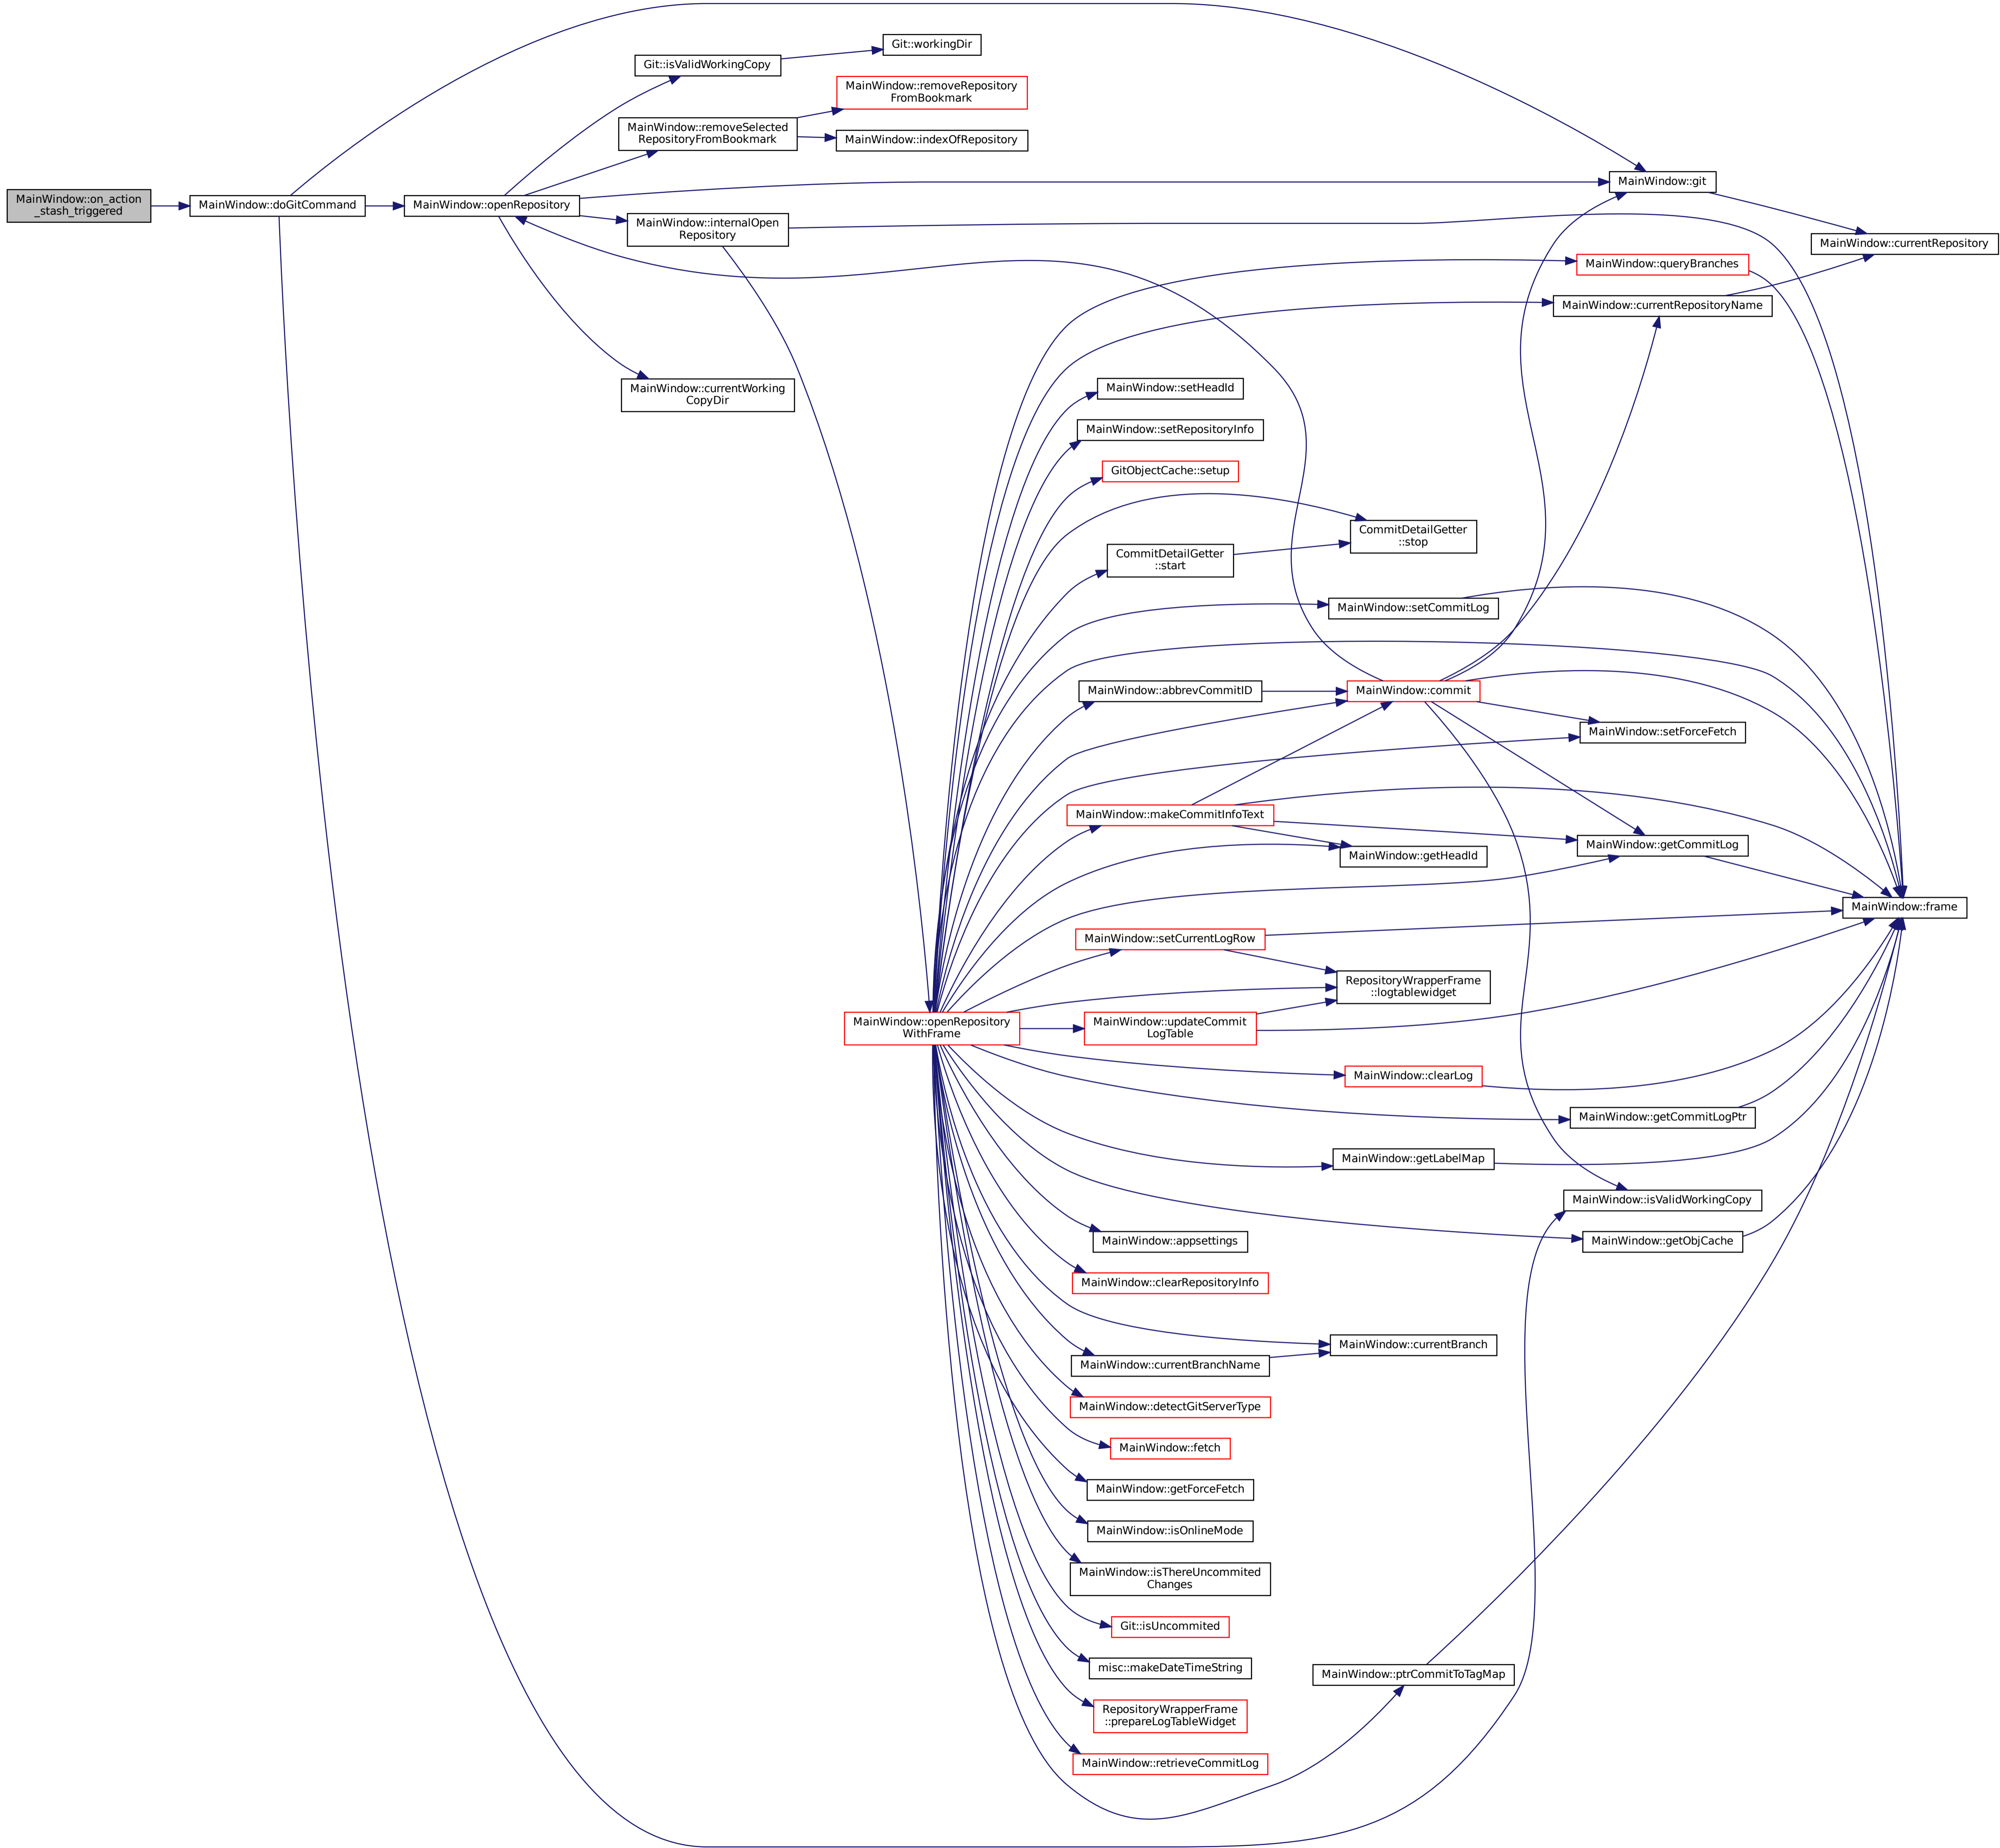 MainWindow::on_action
_stash_triggered
MainWindow::doGitCommand
MainWindow::openRepository
Git::isValidWorkingCopy
Git::workingDir
MainWindow::removeSelected
RepositoryFromBookmark
MainWindow::removeRepository
FromBookmark
MainWindow::indexOfRepository
MainWindow::internalOpen
Repository
MainWindow::currentWorking
CopyDir
MainWindow::git
MainWindow::currentRepository
MainWindow::queryBranches
MainWindow::currentRepositoryName
MainWindow::setHeadId
MainWindow::setRepositoryInfo
GitObjectCache::setup
CommitDetailGetter
::stop
CommitDetailGetter
::start
MainWindow::setCommitLog
MainWindow::abbrevCommitID
MainWindow::commit
MainWindow::setForceFetch
MainWindow::makeCommitInfoText
MainWindow::getCommitLog
MainWindow::getHeadId
MainWindow::frame
MainWindow::setCurrentLogRow
RepositoryWrapperFrame
::logtablewidget
MainWindow::openRepository
WithFrame
MainWindow::updateCommit
LogTable
MainWindow::clearLog
MainWindow::getCommitLogPtr
MainWindow::getLabelMap
MainWindow::isValidWorkingCopy
MainWindow::appsettings
MainWindow::getObjCache
MainWindow::clearRepositoryInfo
MainWindow::currentBranch
MainWindow::currentBranchName
MainWindow::detectGitServerType
MainWindow::fetch
MainWindow::getForceFetch
MainWindow::isOnlineMode
MainWindow::isThereUncommited
Changes
Git::isUncommited
misc::makeDateTimeString
MainWindow::ptrCommitToTagMap
RepositoryWrapperFrame
::prepareLogTableWidget
MainWindow::retrieveCommitLog